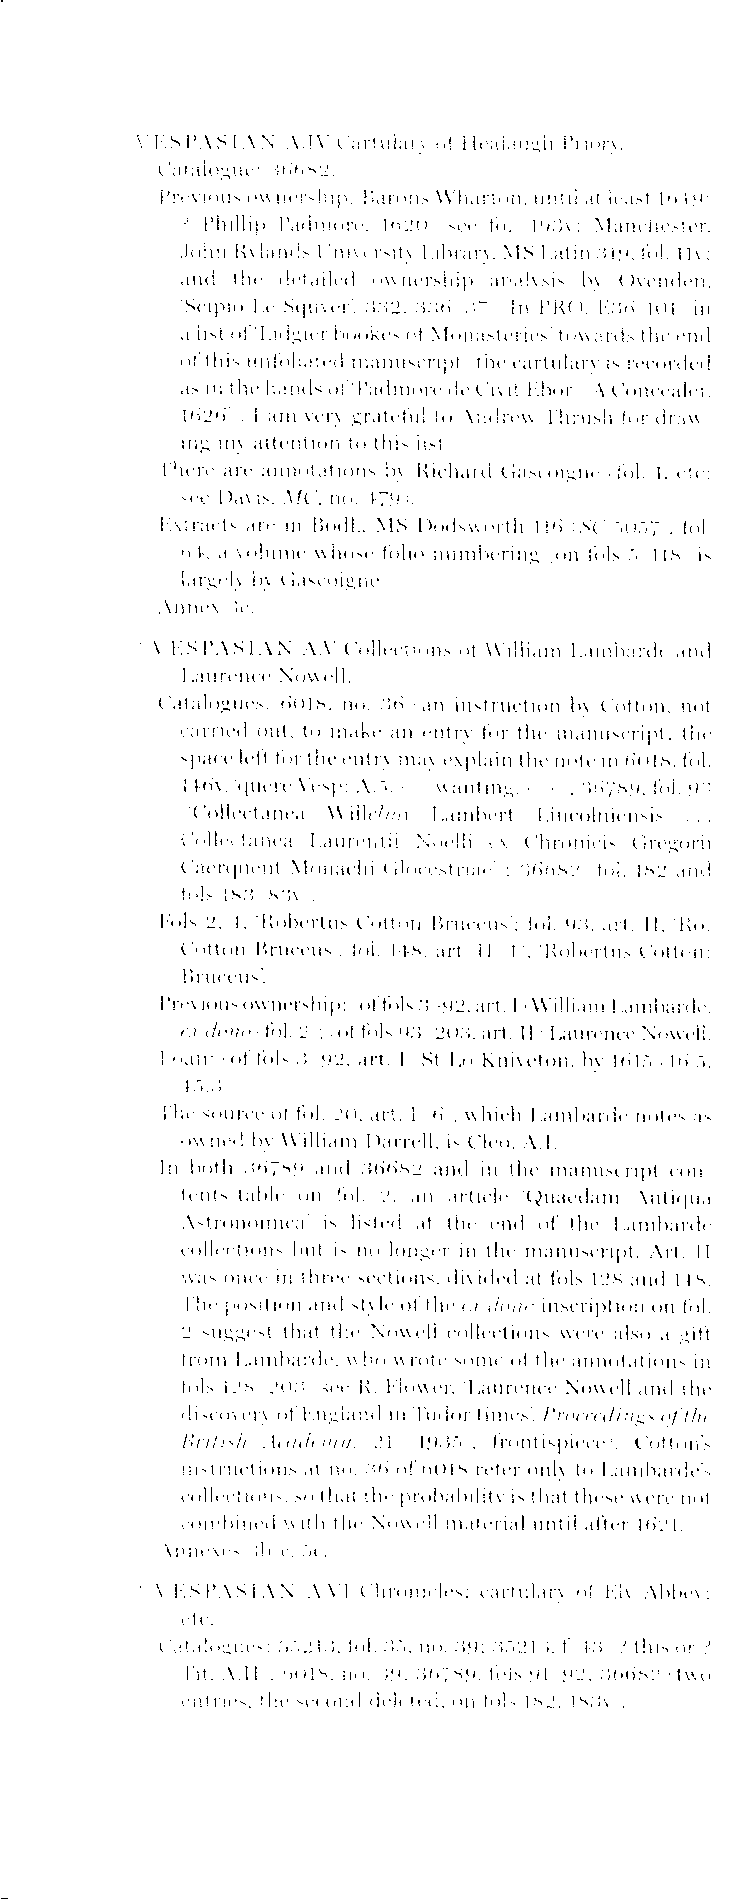 VESPASIAN A.IV Cartulary of Healaugh Priory.
Catalogue: 36682.
Previous ownership: Barons Wharton, until at least 1649;
? Phillip Padmore, 1620 (see fo. 193v; Manchester,
John Rylands University Library, MS Latin 319, fol. 11v;
and the detailed ownership analysis by Ovenden,
'Scipio Le Squyer', 332, 336–37). In PRO, E36/101 (in
a list of 'Lidgier bookes of Monasteries' towards the end
of this unfoliated manuscript) the cartulary is recorded
as in the hands of 'Padmore de Civit Ebor A Concealer,
1626'. I am very grateful to Andrew Thrush for draw-
ing my attention to this list.
There are annotations by Richard Gascoigne (fol. 1, etc;
see Davis, MC, no. 479).
Extracts are in Bodl., MS Dodsworth 116 (SC 5057), fol.
64, a volume whose folio numbering (on fols 5–118) is
largely by Gascoigne.
Annex 3c.
VESPASIAN A.V Collections of William Lambarde and
Laurence Nowell.
Catalogues: 6018, no. 36 (an instruction by Cotton, not
carried out, to make an entry for the manuscript; the
space left for the entry may explain the note in 6018, fol.
146v, 'quere Vesp: A.5. wanting, ; 36789, fol. 92
'Collectanea Willelmi Lambert Lincolniensis ...
Collectanea Laurentii Noelli ex Chronicis Gregorii
Caerguent Monachi Glocestriae'); 36682 (fol. 182 and
fols 183–83v).
Fols 2, 4, 'Robertus Cotton Bruceus'; fol. 93, art. II, 'Ro.
Cotton Bruceus'; fol. 148, art. II , 'Robertus Cotton:
Bruceus'.
Previous ownership: (of fols 3–92, art. I) William Lambarde,
ex dono (fol. 2); (of fols 93–203, art. II) Laurence Nowell.
Loan: (of fols 3–92, art. I) St Lo Kniveton, by 1615
The source of fol. 20, art. I , which Lambarde notes as
owned by William Darrell, is Cleo. A.I.
In both 36789 and 36682 and in the manuscript con-
tents-table on fol. 2, an article 'Quaedam Antiqua
Astronomica' is listed at the end of the Lambarde
collections but is no longer in the manuscript. Art. II
was once in three sections, divided at fols 128 and 148.
The position and style of the ex dono inscription on fol.
2 suggest that the Nowell collections were also a gift
from Lambarde, who wrote some of the annotations in
fols 128–203 (see R. Flower, 'Laurence Nowell and the
discovery of England in Tudor times', Proceedings of the
British Academy, 21 (1935), frontispiece). Cotton's
instructions at no. 36 of 6018 refer only to Lambarde's
collections, so that the probability is that these were not
combined with the Nowell material until after 1621.
Annexes 5c.
VESPASIAN A.VI Chronicles; cartulary of Ely Abbey;
etc.
Catalogues: 35213, fol. 35, no. 39; 35213, f. 43 (? this or ?
Tit. A.II); 6018, no. 39; 36789, fols 91–92; 36682 (two
entries, the second deleted, on fols 182, 183v).